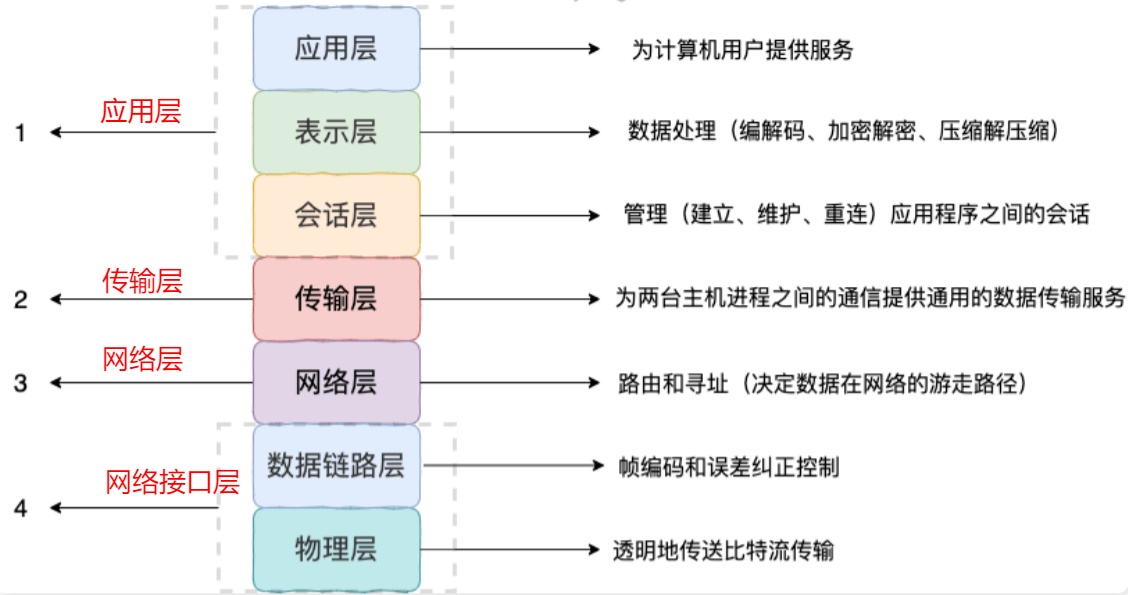 应用层 为计算机用户提供服务
1 应用层 表示层 数据处理（编解码、加密解密、压缩解压缩）
会话层 管理（建立、维护、重连）应用程序之间的会话
2 传输层 传输层 为两台主机进程之间的通信提供通用的数据传输服务
3 网络层 网络层 路由和寻址（决定数据在网络的游走路径）
数据链路层 帧编码和误差纠正控制
4 网络接口层
物理层 透明地传送比特流传输